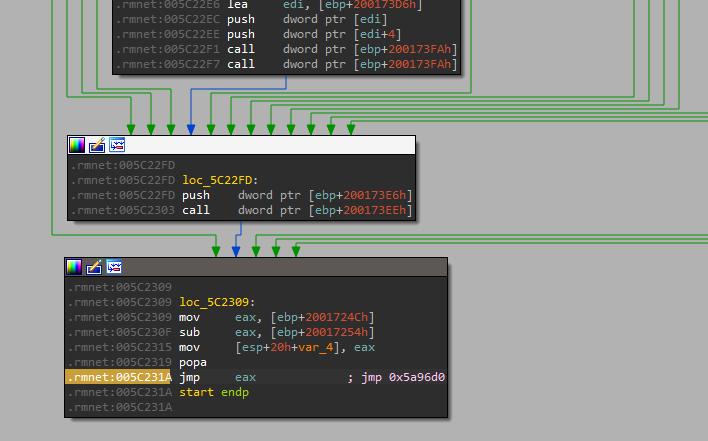 .rmnet:005C22E6 lea     edi, [ebp+200173D6h]
.rmnet:005C22EC push    dword ptr [edi]
.rmnet:005C22EE push    dword ptr [edi+4]
.rmnet:005C22F1 call    dword ptr [ebp+200173FAh]
.rmnet:005C22F7 call    dword ptr [ebp+200173FAh]
.rmnet:005C22FD
.rmnet:005C22FD loc_5C22FD:
.rmnet:005C22FD push    dword ptr [ebp+200173E6h]
.rmnet:005C2303 call    dword ptr [ebp+200173EEh]
.rmnet:005C2309
.rmnet:005C2309 loc_5C2309:
.rmnet:005C2309 mov     eax, [ebp+2001724Ch]
.rmnet:005C230F sub     eax, [ebp+20017254h]
.rmnet:005C2315 mov     [esp+20h+var_4], eax
.rmnet:005C2319 popa
.rmnet:005C231A jmp     eax             ; jmp 0x5a96d0
.rmnet:005C231A start endp
.rmnet:005C231A